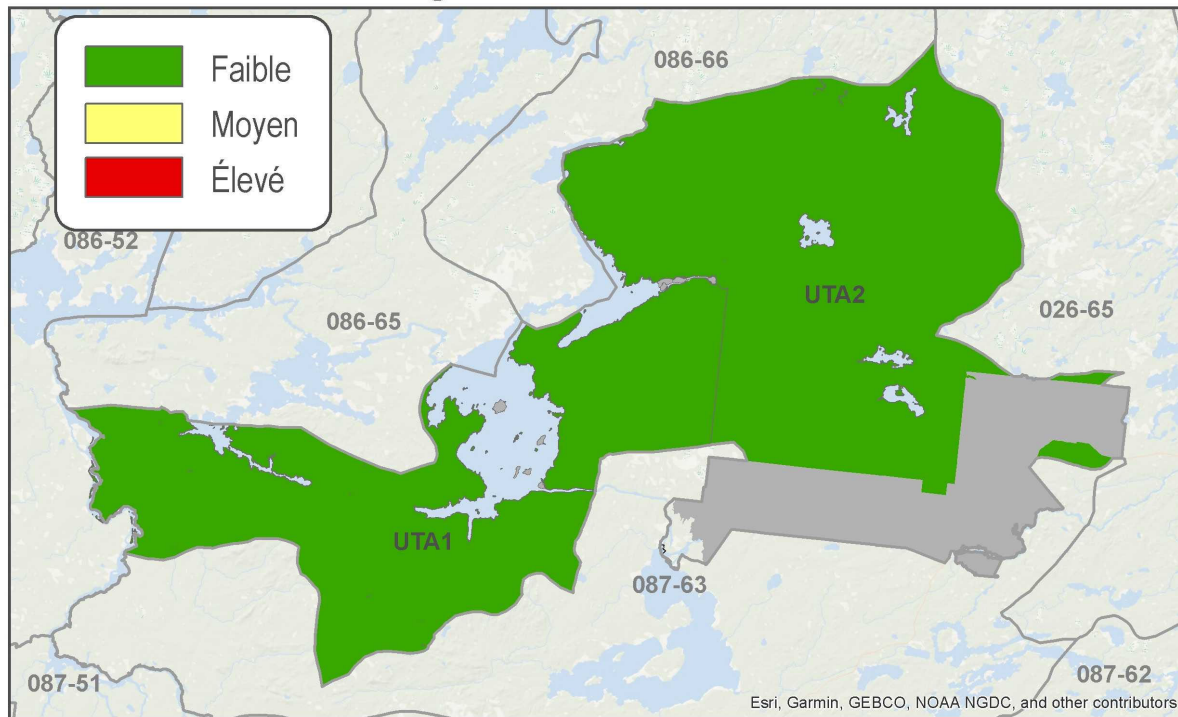 Faible
Moyen
Élevé
086-66
086-52
086-65
UTA2
026-65
UTA1
087-63
087-51
087-62
Esri, Garmin, GEBCO, NOAA NGDC, and other contributors